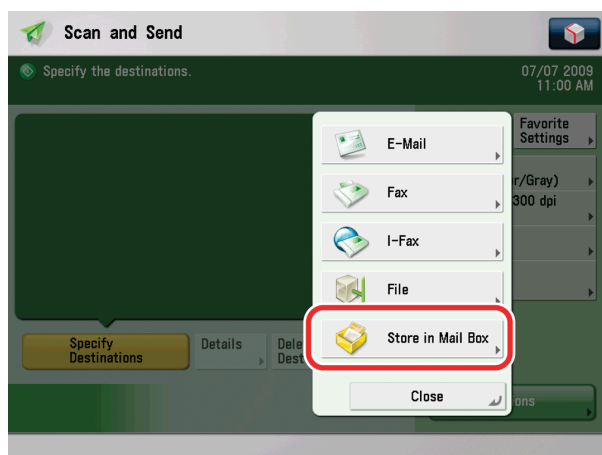 Scan and Send
Specify the destinations.
07/07 2009
11:00 AM
Favorite
Settings
r/Gray)
300 dpi
E-Mail
Fax
I-Fax
File
Store in Mail Box
Close
Specify
Destinations
Details
Dele
Dest
ons